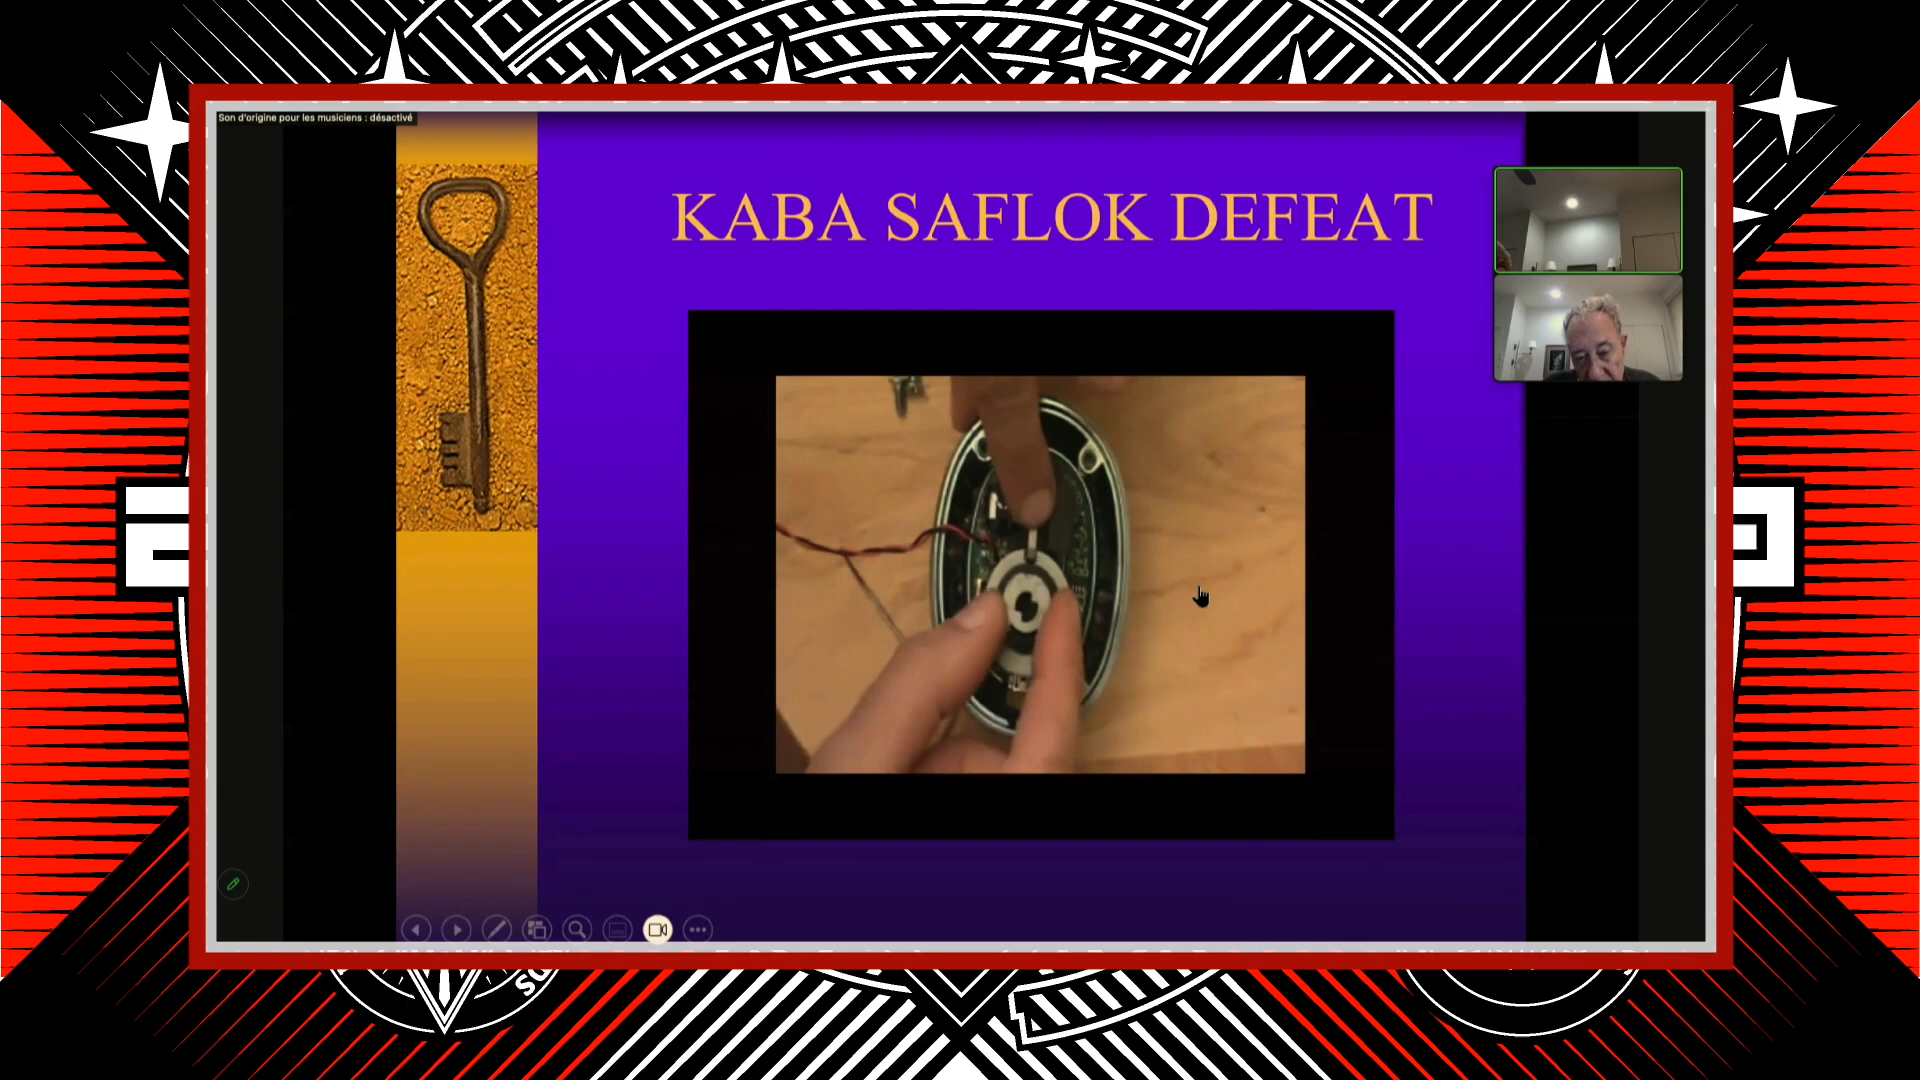 Son d'origine pour les musiciens : désactivé
KABA SAFLOK DEFEAT